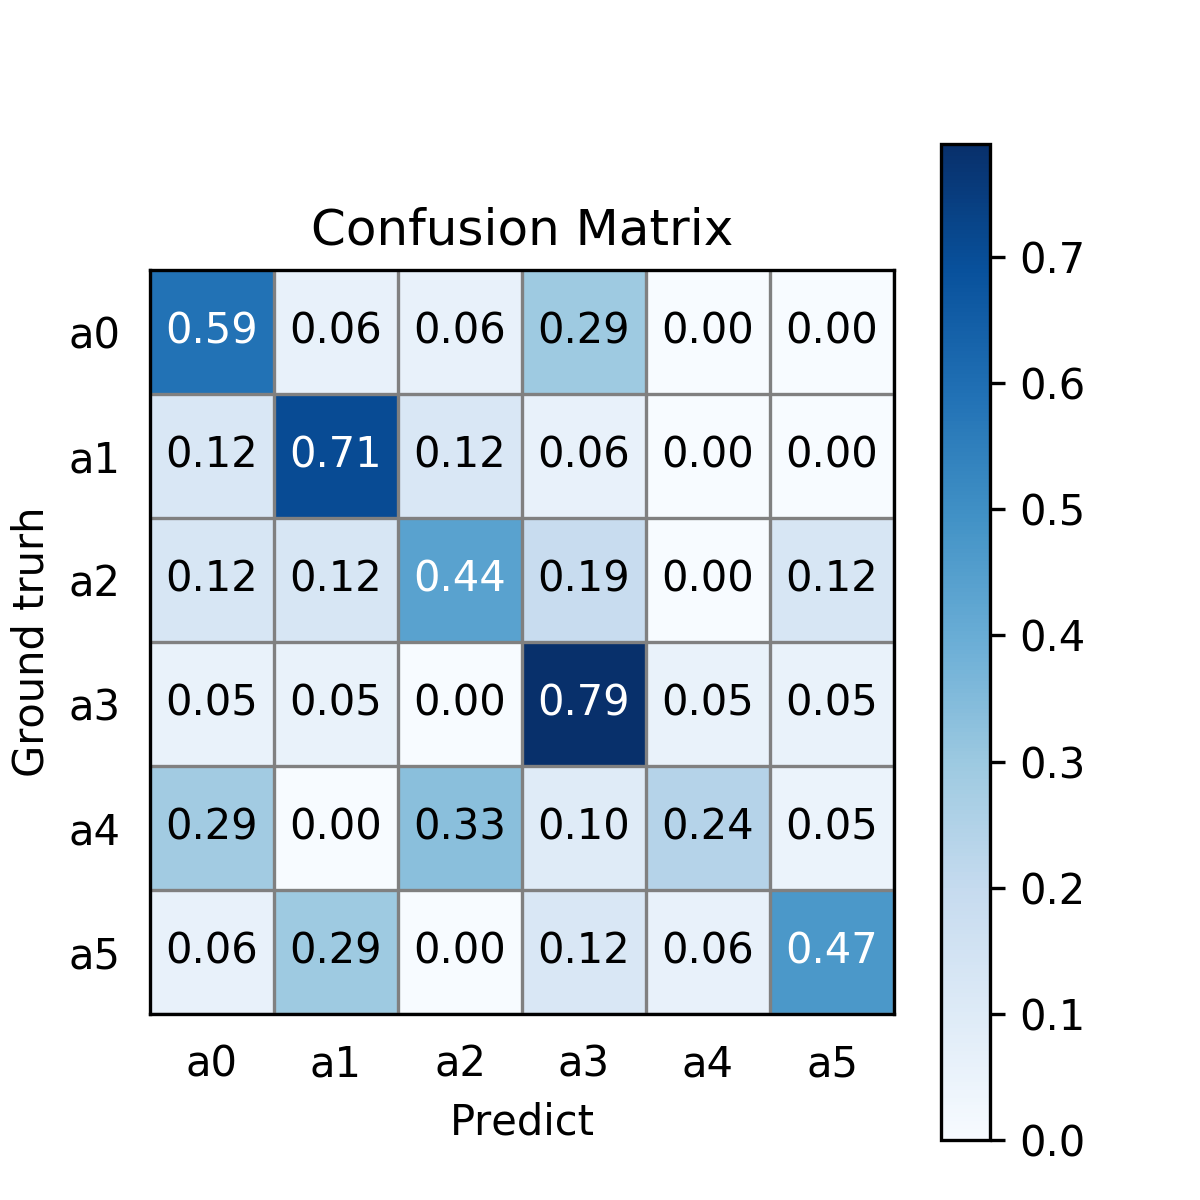 Confusion Matrix
a0 0.59 0.06 0.06 0.29 0.00 0.00
a1 0.12 0.71 0.12 0.06 0.00 0.00
a2 0.12 0.12 0.44 0.19 0.00 0.12
a3 0.05 0.05 0.00 0.79 0.05 0.05
a4 0.29 0.00 0.33 0.10 0.24 0.05
a5 0.06 0.29 0.00 0.12 0.06 0.47
a0 a1 a2 a3 a4 a5
Predict
Ground trurh
0.7
0.6
0.5
0.4
0.3
0.2
0.1
0.0